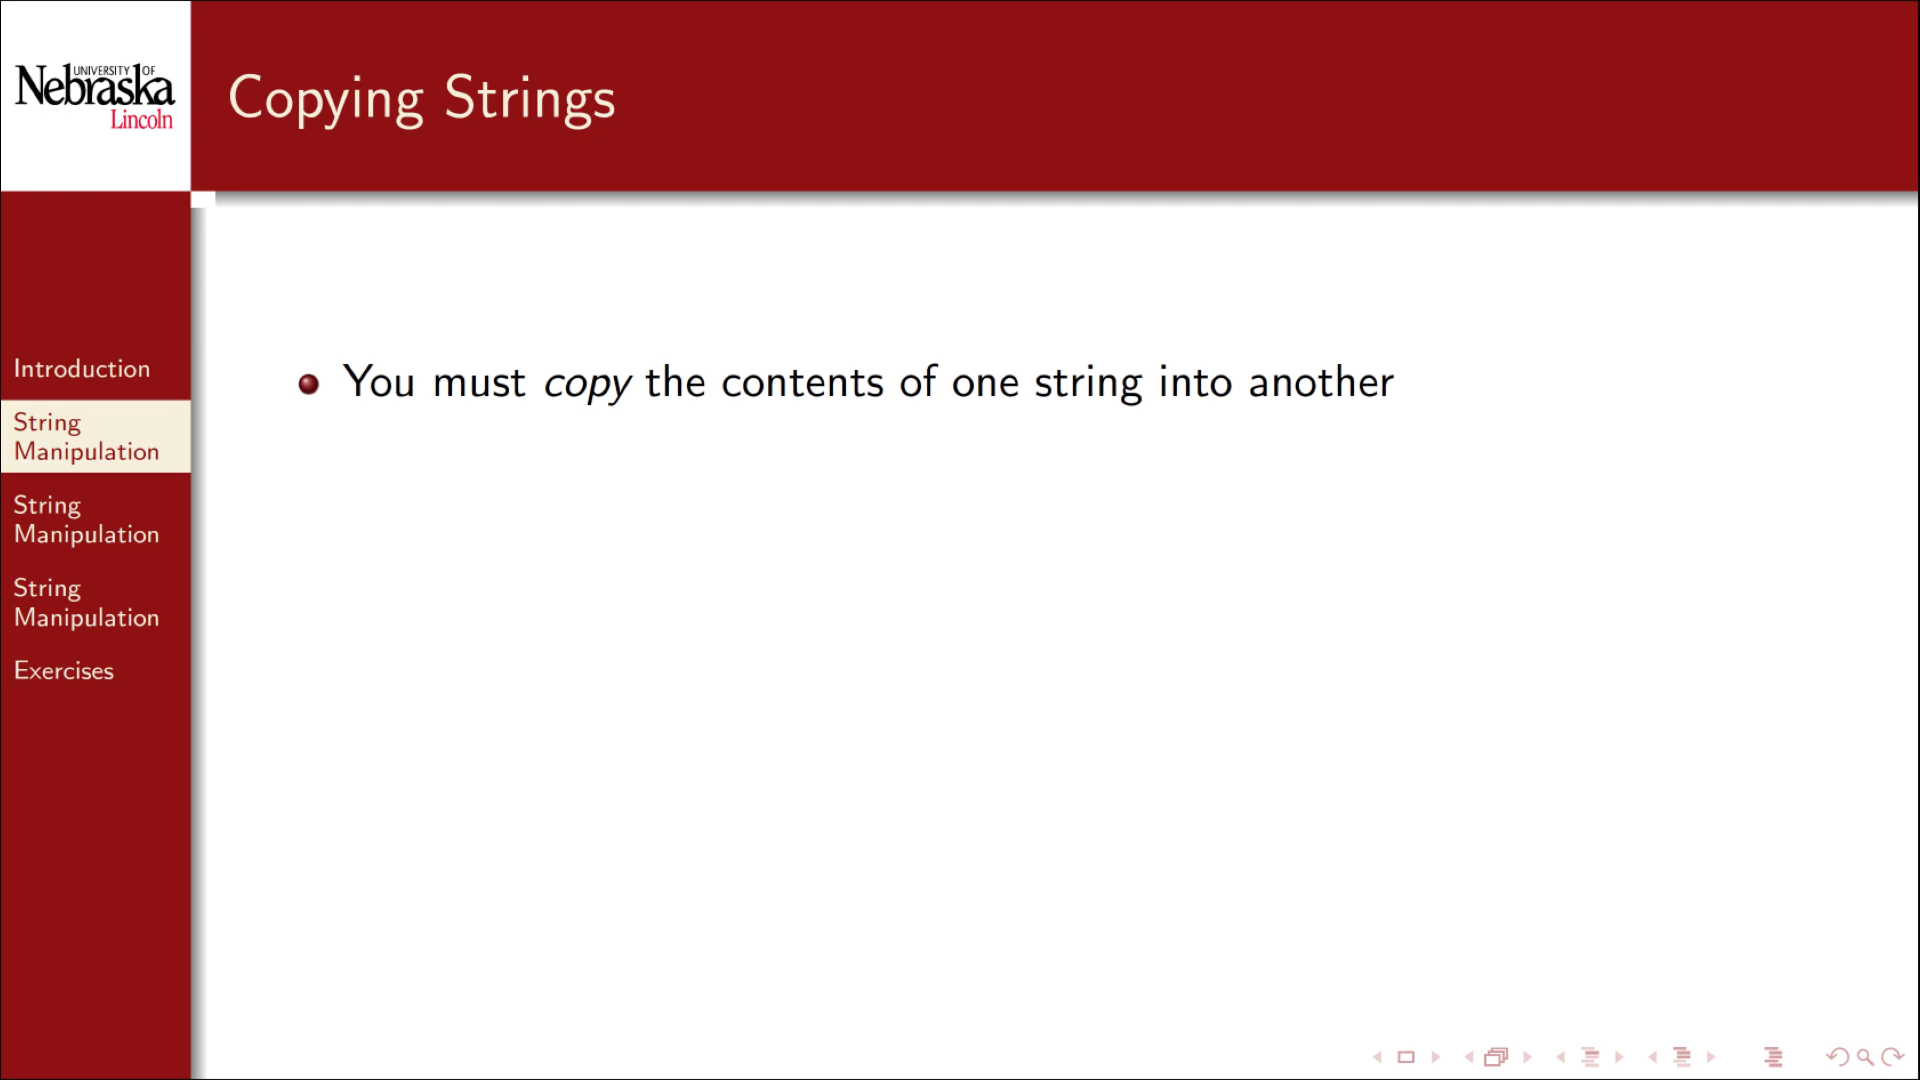 UNIVERSITY OF
Nebraska
Lincoln
Copying Strings
Introduction
String
Manipulation
String
Manipulation
String
Manipulation
Exercises
You must copy the contents of one string into another